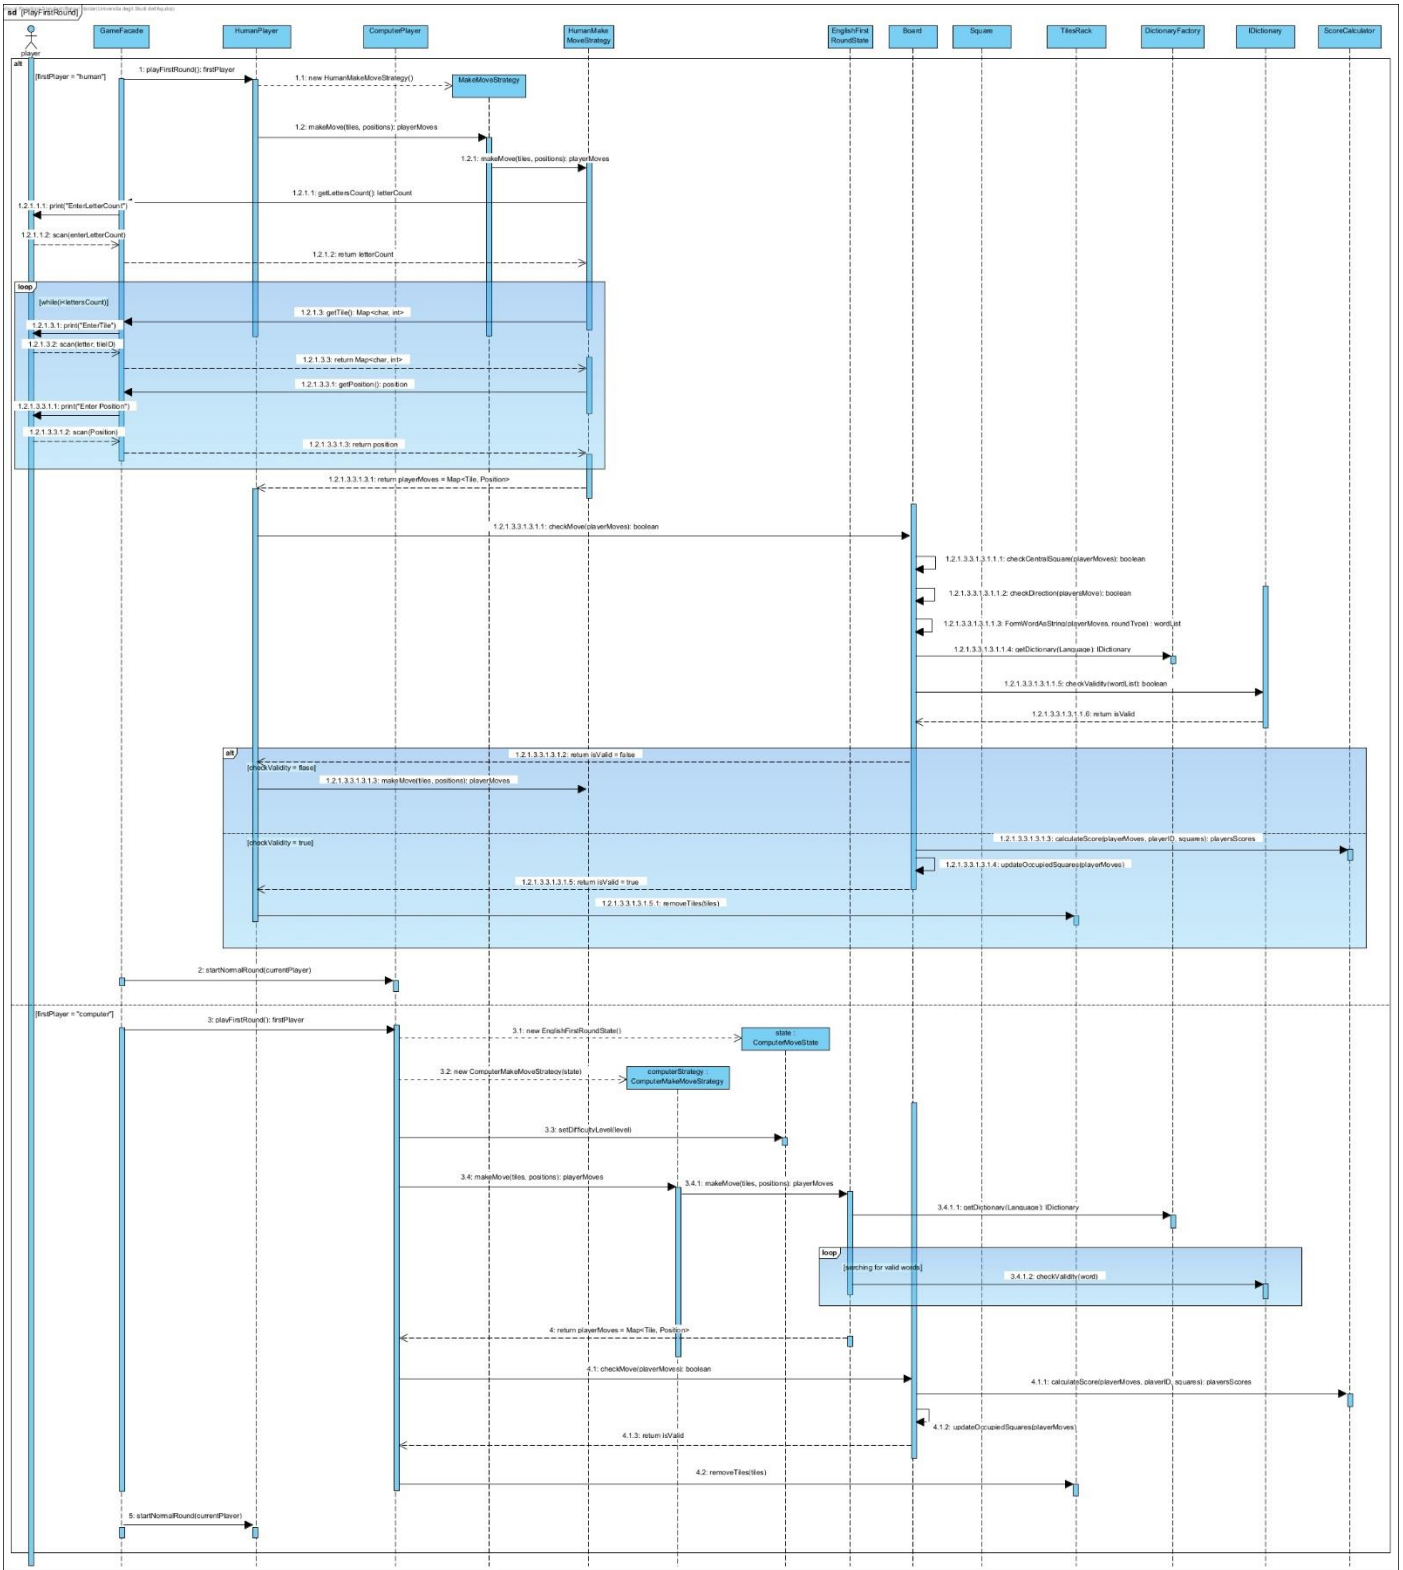 sd [PlayFirstRound]
player
GameFacade
HumanPlayer
ComputerPlayer
HumanMake
MoveStrategy
EnglishFirst
RoundState
Board
Square
TilesRack
DictionaryFactory
IDictionary
ScoreCalculator
alt
[firstPlayer = "human"]
1: playFirstRound(): firstPlayer
1.1: new HumanMakeMoveStrategy()
MakeMoveStrategy
1.2: makeMove(tiles, positions): playerMoves
1.2.1: makeMove(tiles, positions): playerMoves
1.2.1.1: getLettersCount(): letterCount
1.2.1.1.1: print("EnterLetterCount")
1.2.1.1.2: scan(enterLetterCount)
1.2.1.2: return letterCount
loop
[while(i<lettersCount)]
1.2.1.3: getTile(): Map<char, int>
1.2.1.3.1: print("EnterTile")
1.2.1.3.2: scan(letter, tileID)
1.2.1.3.3: return Map<char, int>
1.2.1.3.3.1: getPosition(): position
1.2.1.3.3.1.1: print("Enter Position")
1.2.1.3.3.1.2: scan(Position)
1.2.1.3.3.1.3: return position
1.2.1.3.3.1.3.1: return playerMoves = Map<Tile, Position>
1.2.1.3.3.1.3.1.1: checkMove(playerMoves): boolean
1.2.1.3.3.1.3.1.1.1: checkCentralSquare(playerMoves): boolean
1.2.1.3.3.1.3.1.1.2: checkDirection(playersMove): boolean
1.2.1.3.3.1.3.1.1.3: FormWordAsString(playerMoves, roundType) : wordList
1.2.1.3.3.1.3.1.1.4: getDictionary(Language): IDictionary
1.2.1.3.3.1.3.1.1.5: checkValidity(wordList): boolean
1.2.1.3.3.1.3.1.1.6: return isValid
alt
1.2.1.3.3.1.3.1.2: return isValid = false
[checkValidity = flase]
1.2.1.3.3.1.3.1.3: makeMove(tiles, positions): playerMoves
[checkValidity = true]
1.2.1.3.3.1.3.1.3: calculateScore(playerMoves, playerID, squares): playersScores
1.2.1.3.3.1.3.1.4: updateOccupiedSquares(playerMoves)
1.2.1.3.3.1.3.1.5: return isValid = true
1.2.1.3.3.1.3.1.5.1: removeTiles(tiles)
2: startNormalRound(currentPlayer)
[firstPlayer = "computer"]
3: playFirstRound(): firstPlayer
3.1: new EnglishFirstRoundState()
state :
ComputerMoveState
3.2: new ComputerMakeMoveStrategy(state)
computerStrategy :
ComputerMakeMoveStrategy
3.3: setDifficultyLevel(level)
3.4: makeMove(tiles, positions): playerMoves
3.4.1: makeMove(tiles, positions): playerMoves
3.4.1.1: getDictionary(Language): IDictionary
loop
[serching for valid words]
3.4.1.2: checkValidity(word)
4: return playerMoves = Map<Tile, Position>
4.1: checkMove(playerMoves): boolean
4.1.1: calculateScore(playerMoves, playerID, squares): playersScores
4.1.2: updateOccupiedSquares(playerMoves)
4.1.3: return isValid
4.2: removeTiles(tiles)
5: startNormalRound(currentPlayer)